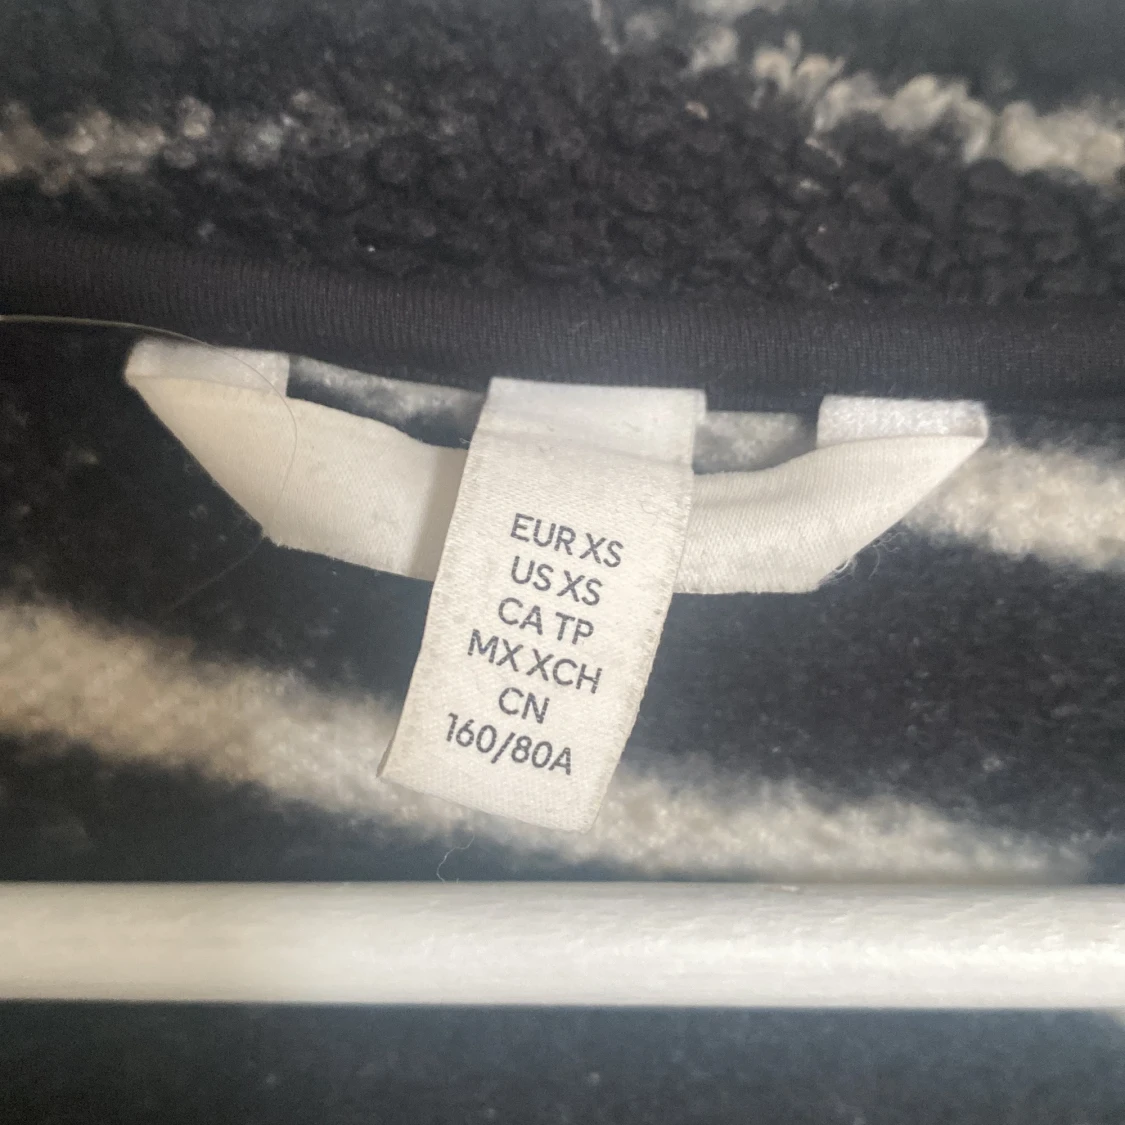 EUR XS
US XS
CA TP
MX XCH
CN
160/80A